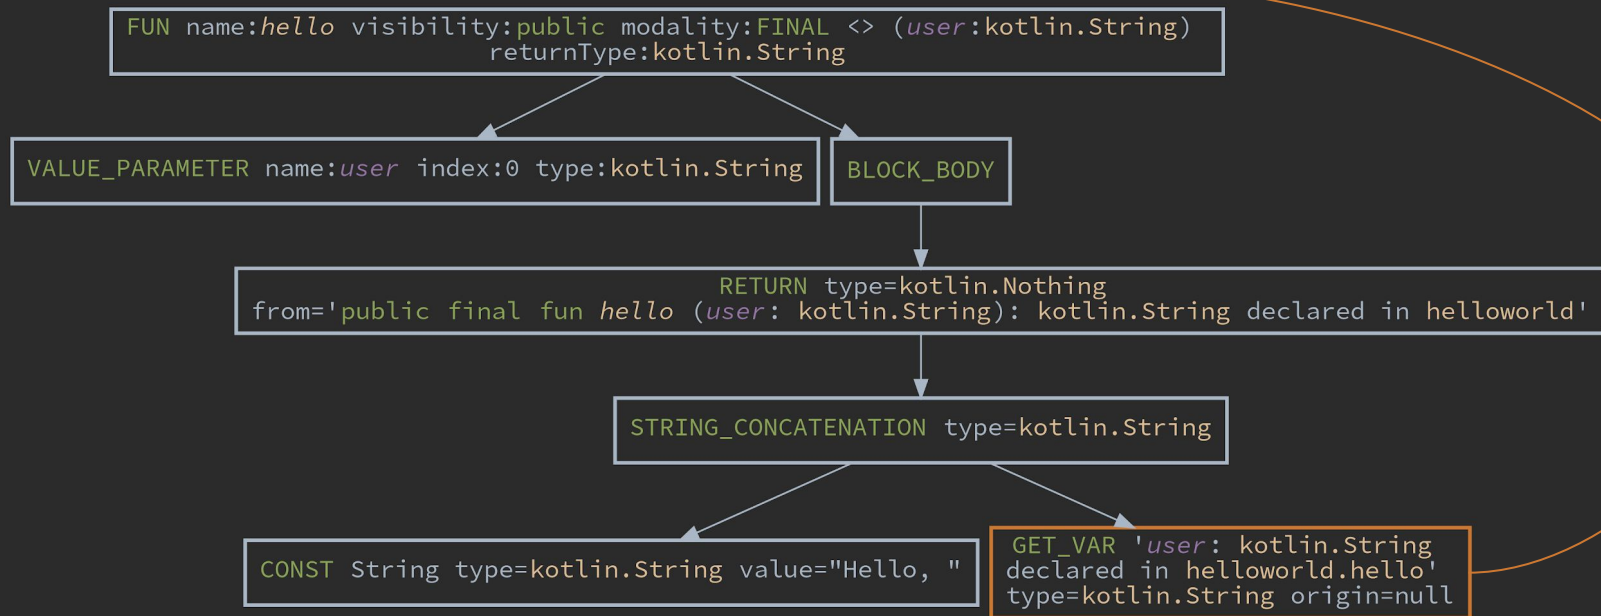 FUN name:hello visibility:public modality:FINAL <> (user:kotlin.String)
returnType:kotlin.String
VALUE_PARAMETER name:user index:0 type:kotlin.String
BLOCK_BODY
RETURN type=kotlin.Nothing
from='public final fun hello (user: kotlin.String): kotlin.String declared in helloworld'
STRING_CONCATENATION type=kotlin.String
CONST String type=kotlin.String value="Hello, "
GET_VAR 'user: kotlin.String
declared in helloworld.hello'
type=kotlin.String origin=null